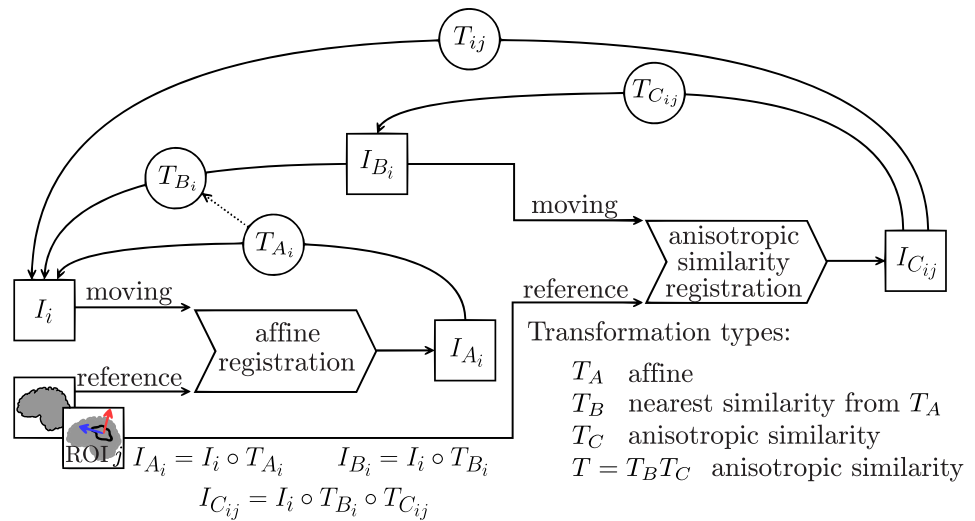 T_{ij}
T_{C_{ij}}
I_{B_i}
T_{B_i}
moving
T_{A_i}
anisotropic
similarity
registration
I_{C_{ij}}
I_i
moving
reference
affine
registration
I_{A_i}
Transformation types:
reference
T_A affine
T_B nearest similarity from T_A
T_C anisotropic similarity
T = T_B T_C anisotropic similarity
ROI j
I_{A_i} = I_i ∘ T_{A_i}
I_{B_i} = I_i ∘ T_{B_i}
I_{C_{ij}} = I_i ∘ T_{B_i} ∘ T_{C_{ij}}